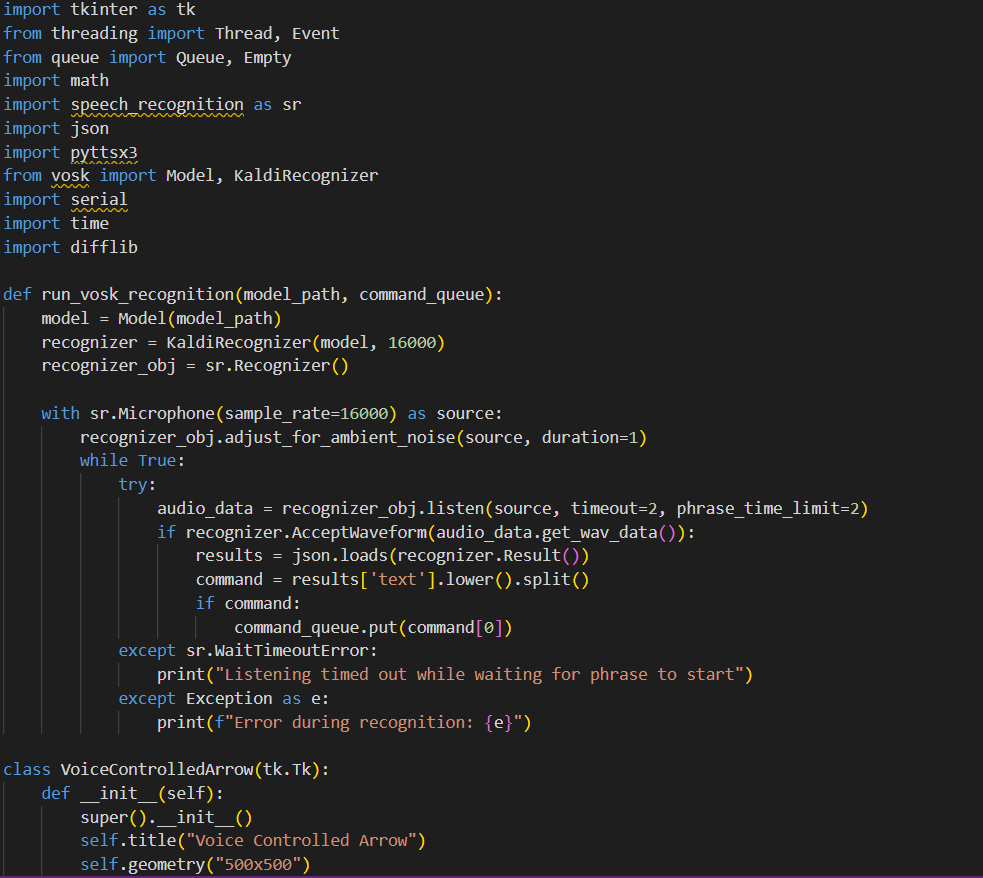 import tkinter as tk
from threading import Thread, Event
from queue import Queue, Empty
import math
import speech_recognition as sr
import json
import pyttsx3
from vosk import Model, KaldiRecognizer
import serial
import time
import difflib

def run_vosk_recognition(model_path, command_queue):
    model = Model(model_path)
    recognizer = KaldiRecognizer(model, 16000)
    recognizer_obj = sr.Recognizer()

    with sr.Microphone(sample_rate=16000) as source:
        recognizer_obj.adjust_for_ambient_noise(source, duration=1)
        while True:
            try:
                audio_data = recognizer_obj.listen(source, timeout=2, phrase_time_limit=2)
                if recognizer.AcceptWaveform(audio_data.get_wav_data()):
                    results = json.loads(recognizer.Result())
                    command = results['text'].lower().split()
                    if command:
                        command_queue.put(command[0])
            except sr.WaitTimeoutError:
                print("Listening timed out while waiting for phrase to start")
            except Exception as e:
                print(f"Error during recognition: {e}")

class VoiceControlledArrow(tk.Tk):
    def __init__(self):
        super().__init__()
        self.title("Voice Controlled Arrow")
        self.geometry("500x500")